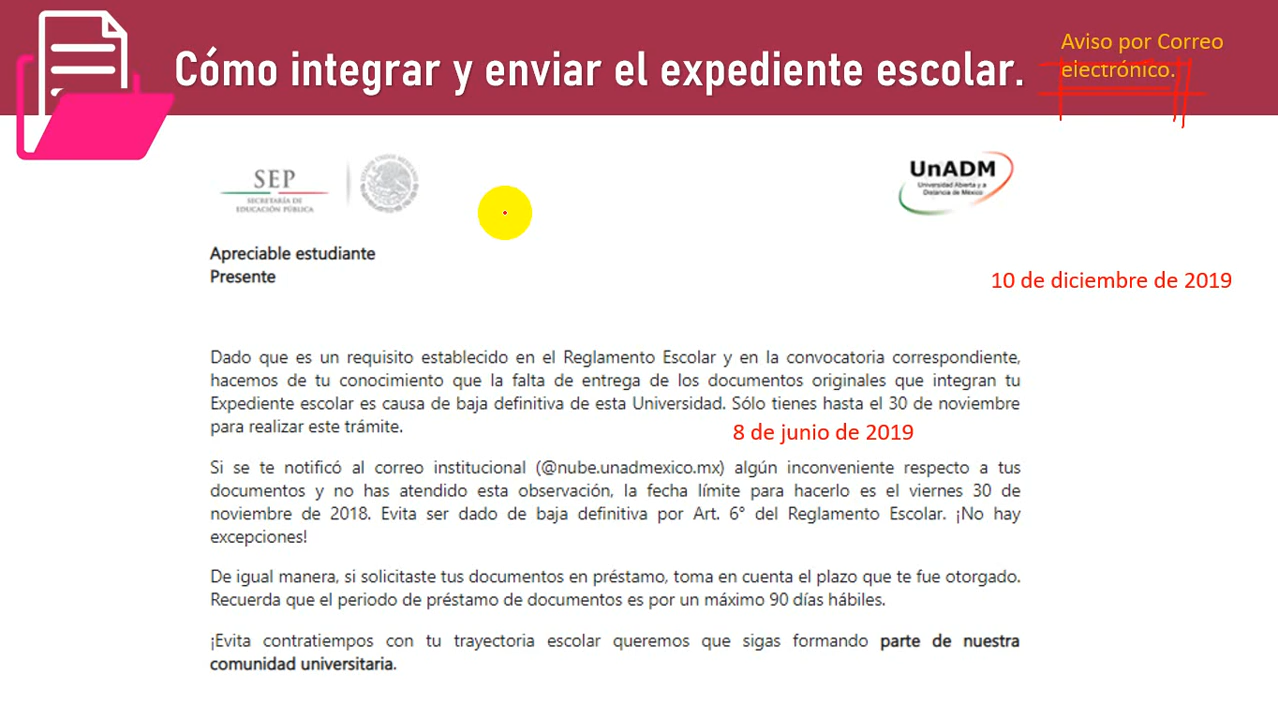 Cómo integrar y enviar el expediente escolar.
Aviso por Correo
electrónico.
SEP
SECRETARÍA DE
EDUCACIÓN PÚBLICA
UnADM
Universidad Abierta y a
Distancia de México
Apreciable estudiante
Presente
10 de diciembre de 2019
Dado que es un requisito establecido en el Reglamento Escolar y en la convocatoria correspondiente,
hacemos de tu conocimiento que la falta de entrega de los documentos originales que integran tu
Expediente escolar es causa de baja definitiva de esta Universidad. Sólo tienes hasta el 30 de noviembre
para realizar este trámite.
8 de junio de 2019
Si se te notificó al correo institucional (@nube.unadmexico.mx) algún inconveniente respecto a tus
documentos y no has atendido esta observación, la fecha límite para hacerlo es el viernes 30 de
noviembre de 2018. Evita ser dado de baja definitiva por Art. 6° del Reglamento Escolar. ¡No hay
excepciones!
De igual manera, si solicitaste tus documentos en préstamo, toma en cuenta el plazo que te fue otorgado.
Recuerda que el periodo de préstamo de documentos es por un máximo 90 días hábiles.
¡Evita contratiempos con tu trayectoria escolar queremos que sigas formando parte de nuestra
comunidad universitaria.